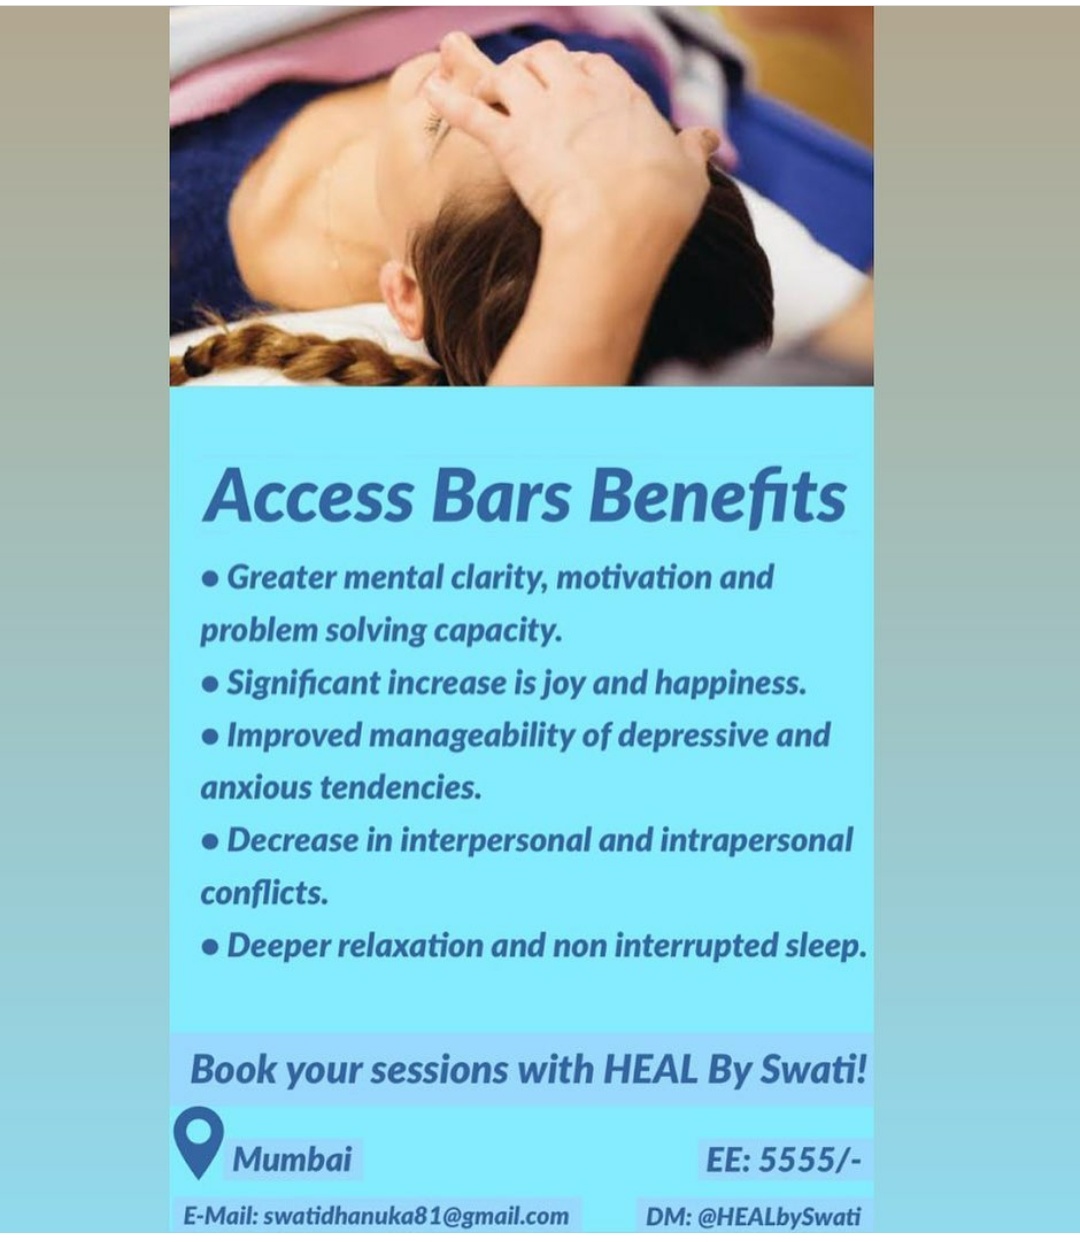 Access Bars Benefits
● Greater mental clarity, motivation and
problem solving capacity.
● Significant increase is joy and happiness.
● Improved manageability of depressive and
anxious tendencies.
● Decrease in interpersonal and intrapersonal
conflicts.
● Deeper relaxation and non interrupted sleep.
Book your sessions with HEAL By Swati!
Mumbai
EE: 5555/-
E-Mail: swatidhanuka81@gmail.com
DM: @HEALbySwati